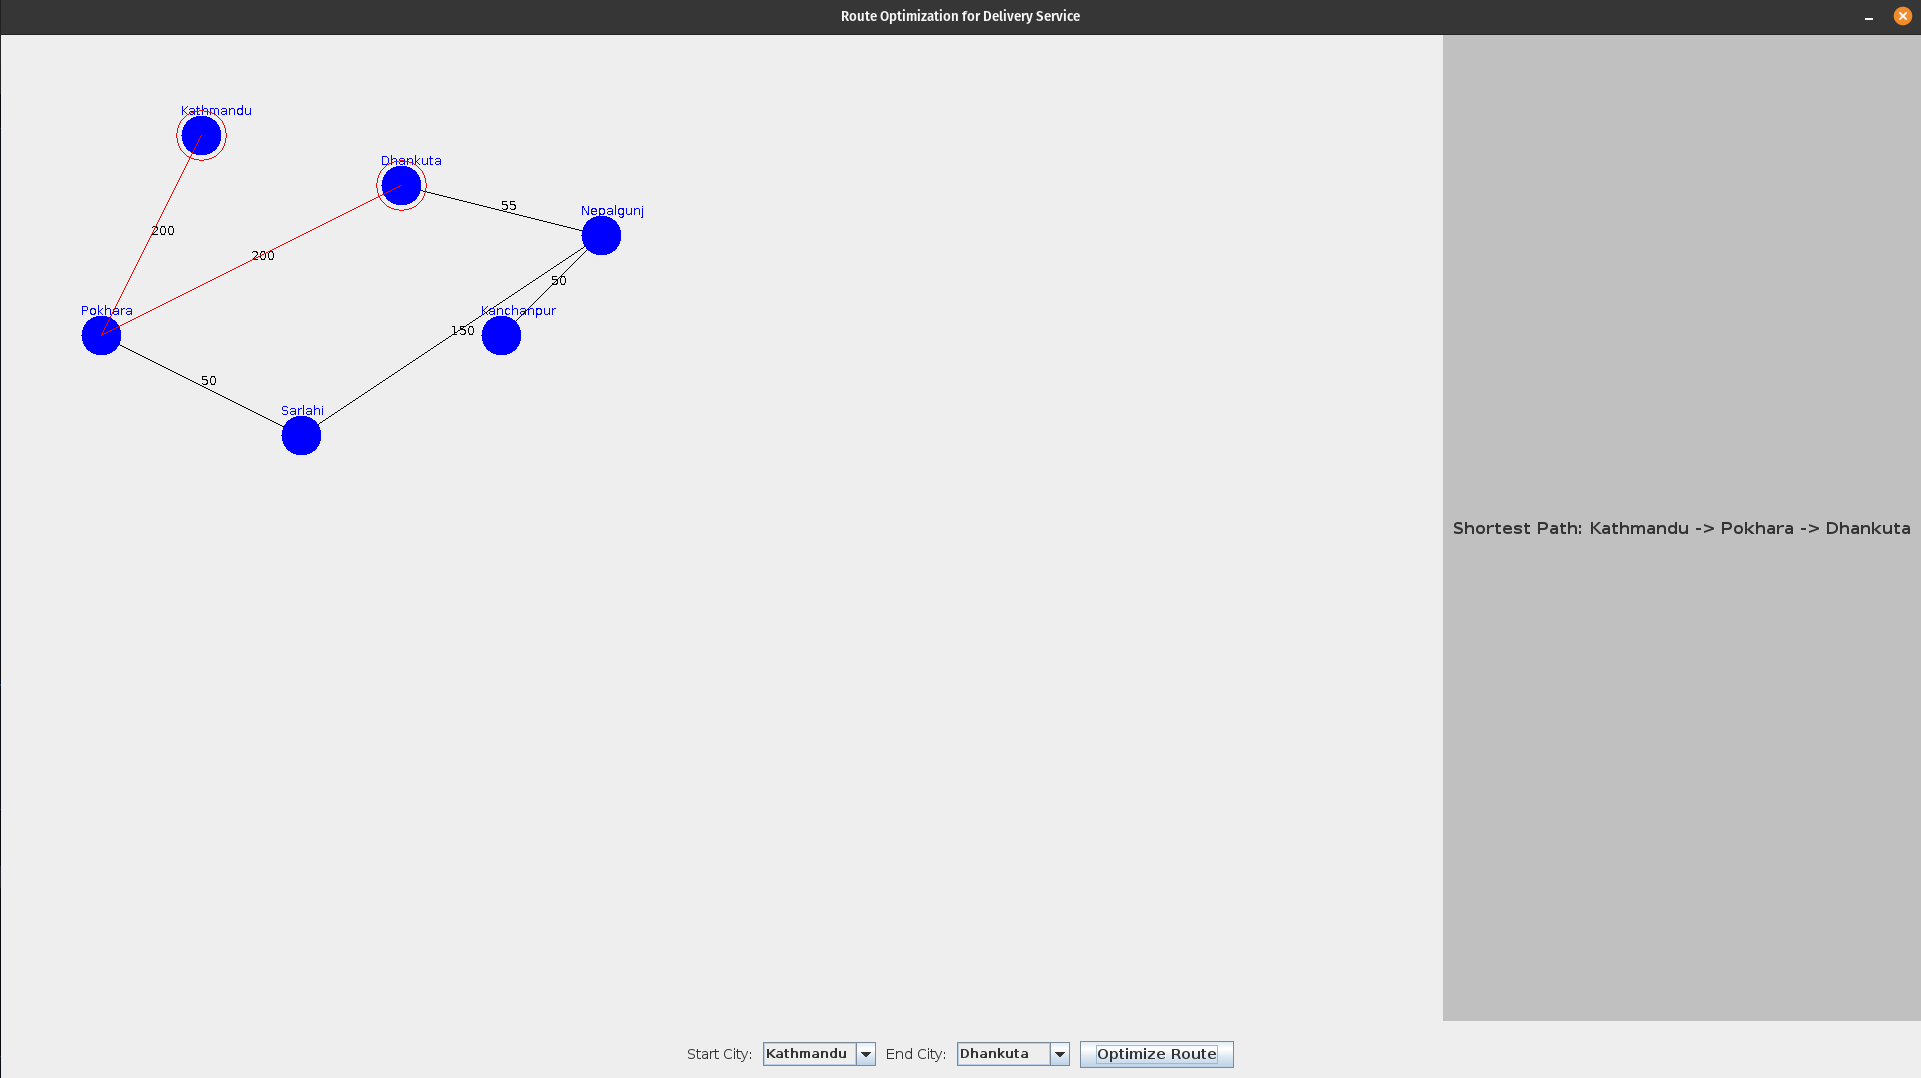 Route Optimization for Delivery Service
Kathmandu
Dhankuta
55
Nepalgunj
200
200
50
Pokhara
Kanchanpur
150
50
Sarlahi
Shortest Path: Kathmandu -> Pokhara -> Dhankuta
Start City: Kathmandu End City: Dhankuta Optimize Route